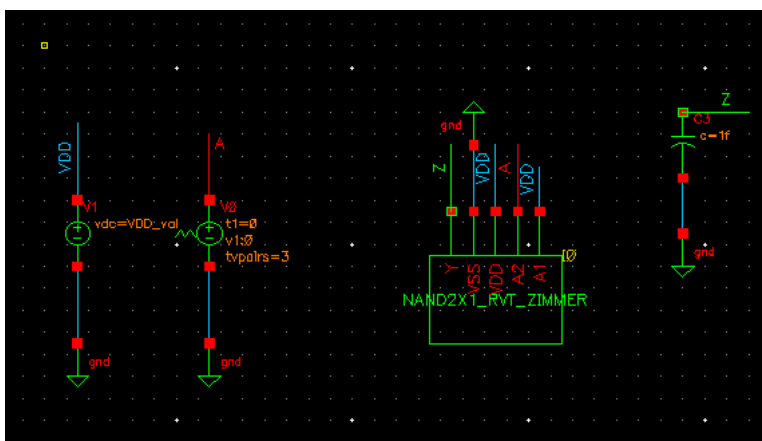 VDD
V1
vdc=VDD_val
gnd
A
V0
t1=0
v1:0
tvpairs=3
gnd
gnd
Z
VDD
A
VDD
I0
Y
VSS
VDD
A2
A1
NAND2X1_RVT_ZIMMER
Z
C3
c=1f
gnd